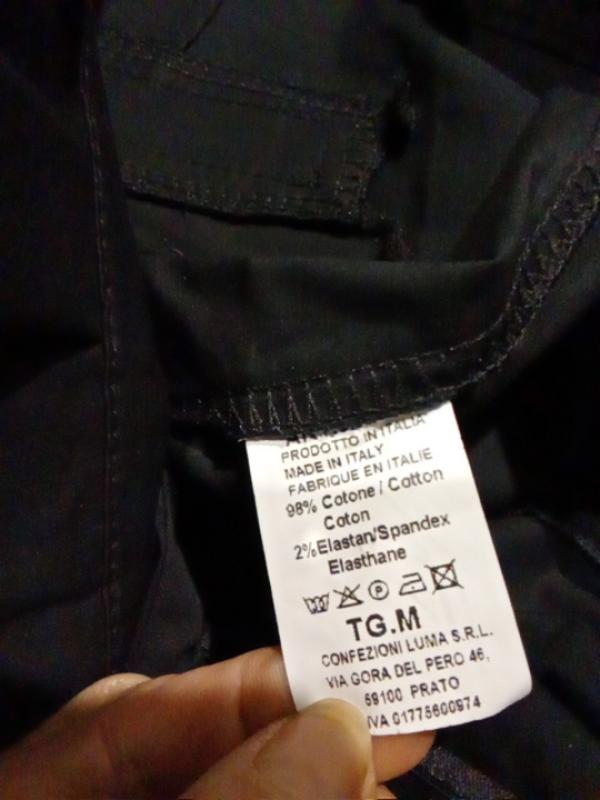 PRODOTTO IN ITALIA
MADE IN ITALY
FABRIQUE EN ITALIE
98% Cotone / Cotton
Coton
2%Elastan/Spandex
Elasthane
P
TG.M
CONFEZIONI LUMA S.R.L.
VIA GORA DEL PERO 46,
59100 PRATO
IVA 01775600974